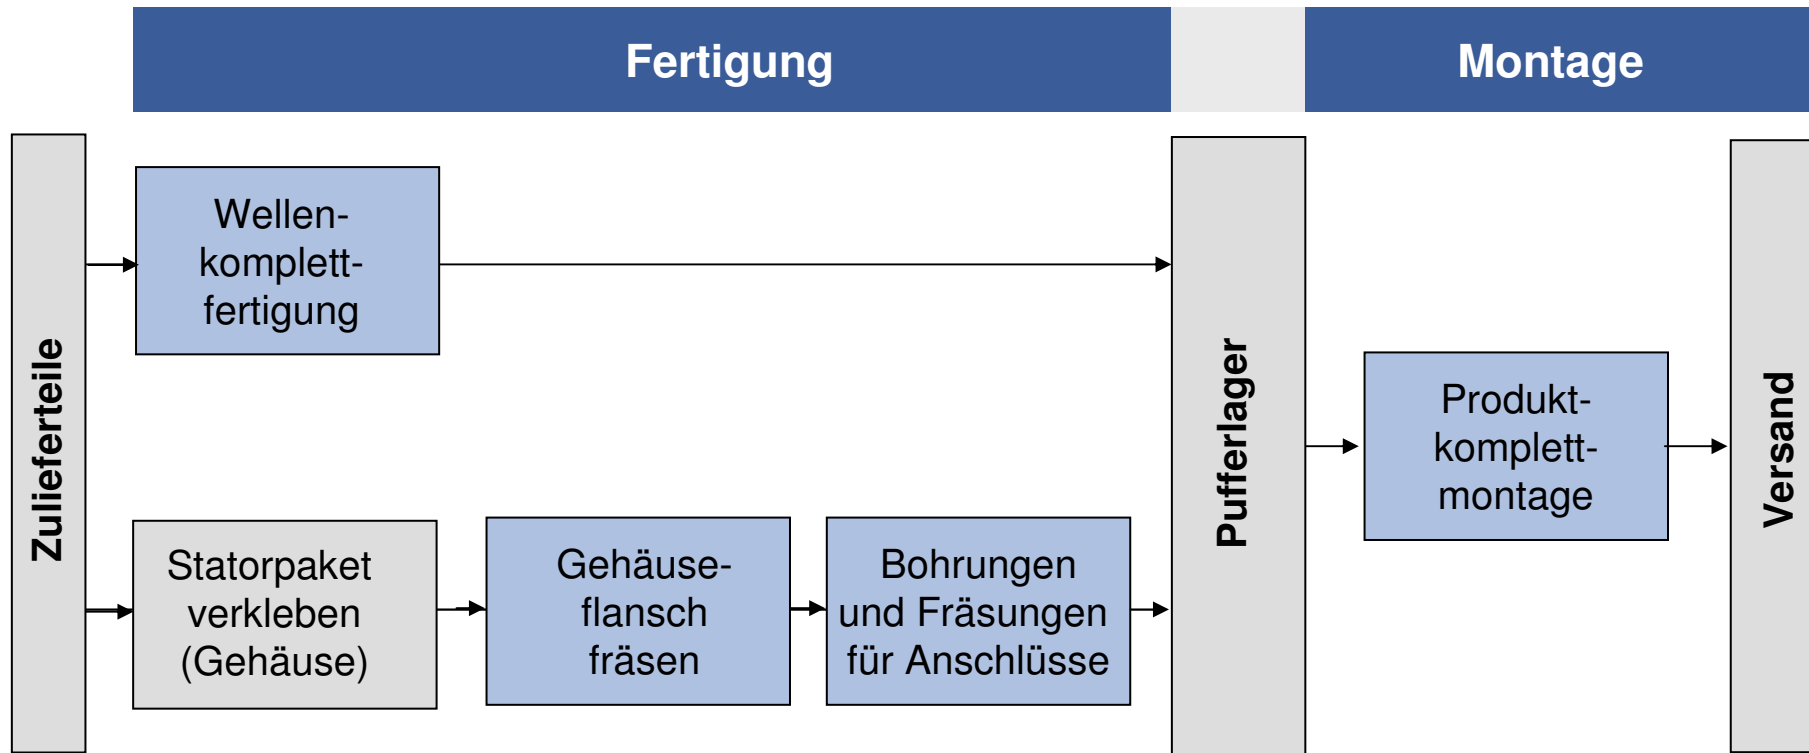 Fertigung
Montage
Zulieferteile
Wellen-
komplett-
fertigung
Statorpaket
verkleben
(Gehäuse)
Gehäuse-
flansch
fräsen
Bohrungen
und Fräsungen
für Anschlüsse
Pufferlager
Produkt-
komplett-
montage
Versand